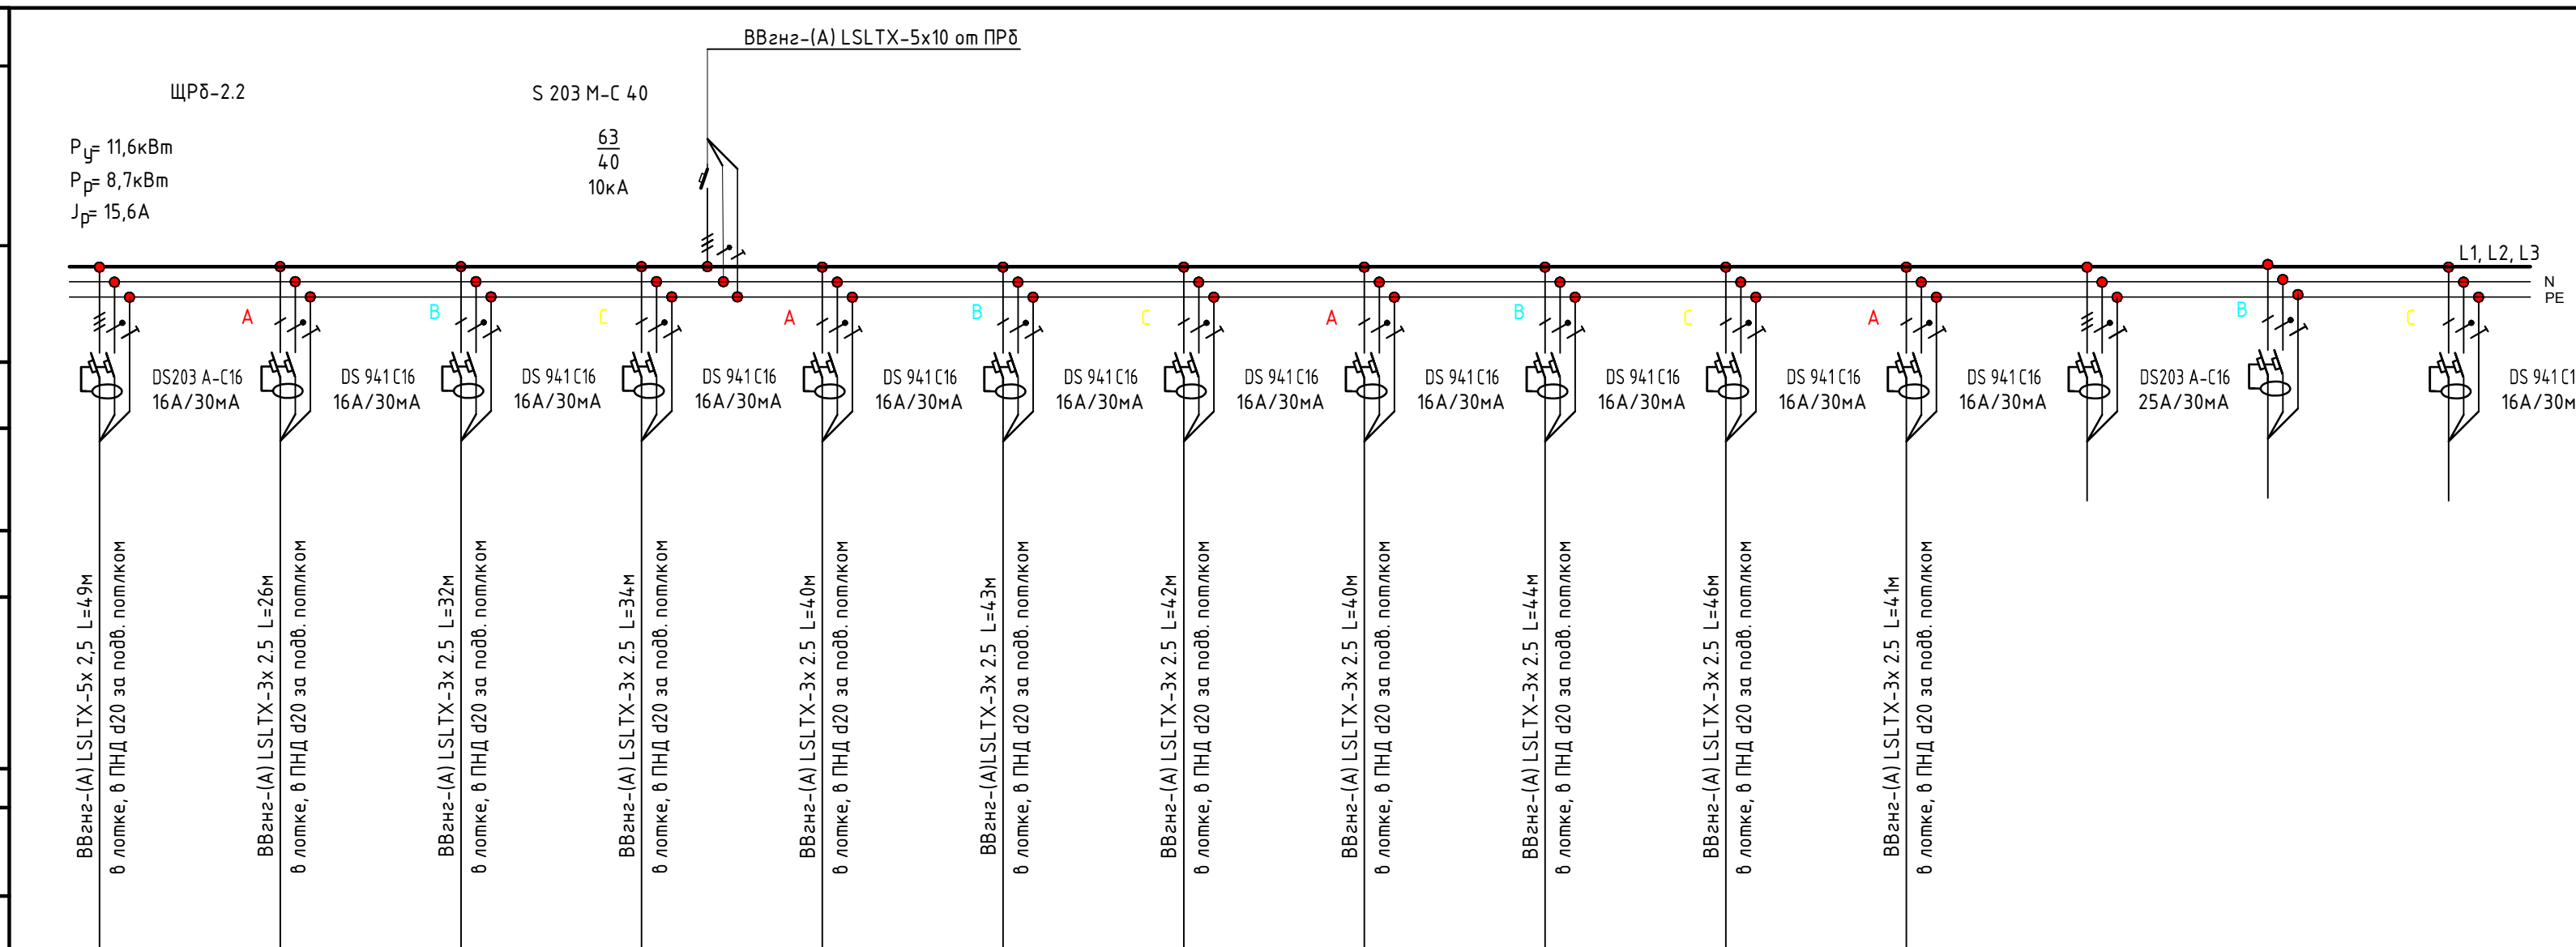 ВВгнг-(А) LSLTX-5х10 от ПРб
ЩРб-2.2
S 203 M-C 40
Pу= 11,6кВт
Pр= 8,7кВт
Jр= 15,6А
63
40
10кА
L1, L2, L3
N
PE
A
B
C
A
B
C
A
B
C
A
B
C
DS203 A-C16
16А/30мА
DS 941 C16
16А/30мА
DS 941 C16
16А/30мА
DS 941 C16
16А/30мА
DS 941 C16
16А/30мА
DS 941 C16
16А/30мА
DS 941 C16
16А/30мА
DS 941 C16
16А/30мА
DS 941 C16
16А/30мА
DS 941 C16
16А/30мА
DS 941 C16
16А/30мА
DS203 A-C16
25А/30мА
DS 941 C1
16А/30м
ВВгнг-(А) LSLTX-5х 2,5 L=49м
в лотке, в ПНД d20 за подв. потлком
ВВгнг-(А) LSLTX-3х 2.5 L=26м
в лотке, в ПНД d20 за подв. потлком
ВВгнг-(А) LSLTX-3х 2.5 L=32м
в лотке, в ПНД d20 за подв. потлком
ВВгнг-(А) LSLTX-3х 2.5 L=34м
в лотке, в ПНД d20 за подв. потлком
ВВгнг-(А) LSLTX-3х 2.5 L=40м
в лотке, в ПНД d20 за подв. потлком
ВВгнг-(А)LSLTX-3х 2.5 L=43м
в лотке, в ПНД d20 за подв. потлком
ВВгнг-(А) LSLTX-3х 2.5 L=42м
в лотке, в ПНД d20 за подв. потлком
ВВгнг-(А) LSLTX-3х 2.5 L=40м
в лотке, в ПНД d20 за подв. потлком
ВВгнг-(А) LSLTX-3х 2.5 L=44м
в лотке, в ПНД d20 за подв. потлком
ВВгнг-(А) LSLTX-3х 2.5 L=46м
в лотке, в ПНД d20 за подв. потлком
ВВгнг-(А) LSLTX-3х 2.5 L=41м
в лотке, в ПНД d20 за подв. потлком